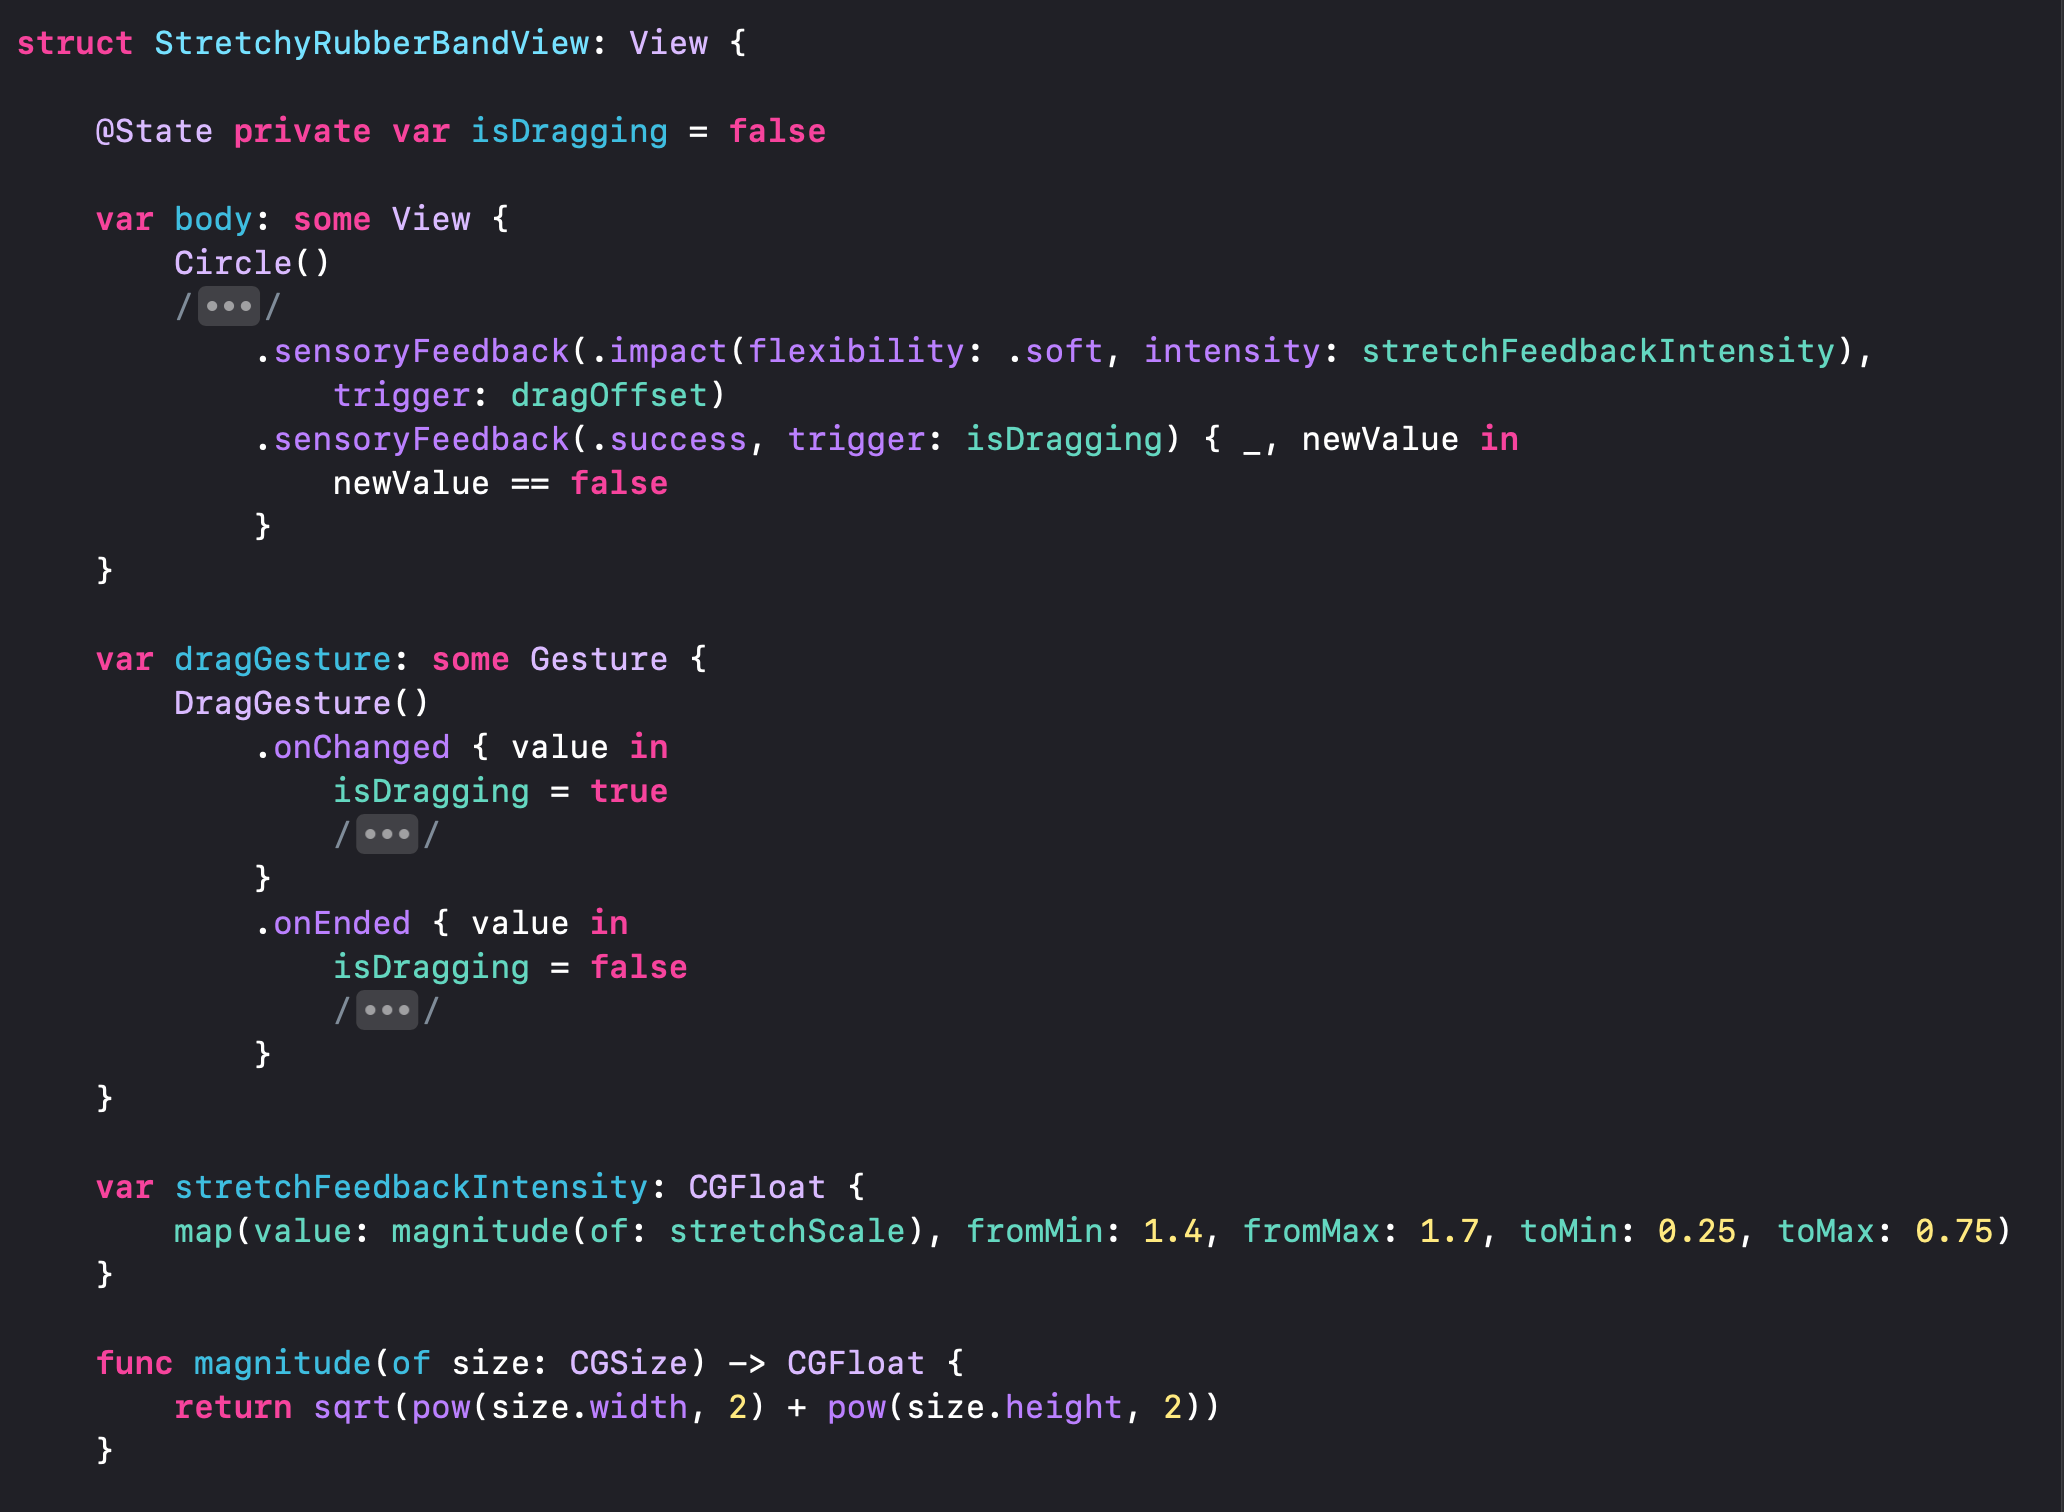 struct StretchyRubberBandView: View {
@State private var isDragging = false
var body: some View {
Circle()
/•••/
.sensoryFeedback(.impact(flexibility: .soft, intensity: stretchFeedbackIntensity),
trigger: dragOffset)
.sensoryFeedback(.success, trigger: isDragging) { _, newValue in
newValue == false
}
}
var dragGesture: some Gesture {
DragGesture()
.onChanged { value in
isDragging = true
/•••/
}
.onEnded { value in
isDragging = false
/•••/
}
}
var stretchFeedbackIntensity: CGFloat {
map(value: magnitude(of: stretchScale), fromMin: 1.4, fromMax: 1.7, toMin: 0.25, toMax: 0.75)
}
func magnitude(of size: CGSize) -> CGFloat {
return sqrt(pow(size.width, 2) + pow(size.height, 2))
}